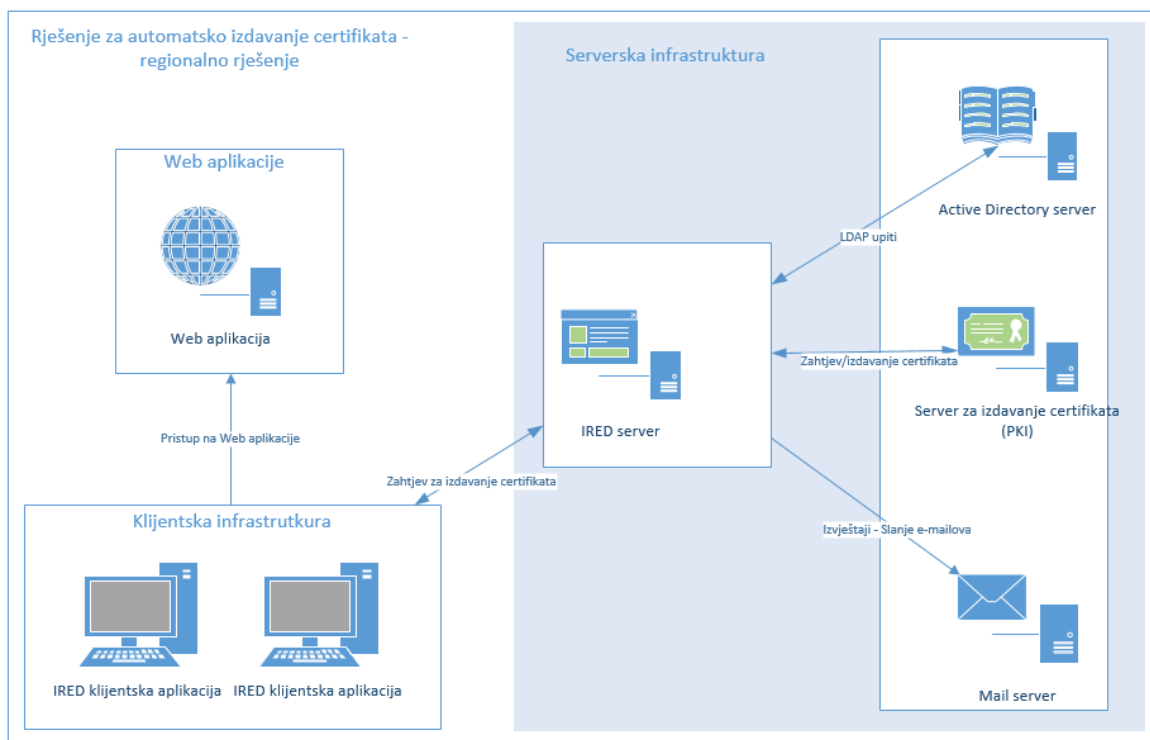 Rješenje za automatsko izdavanje certifikata -
regionalno rješenje
Serverska infrastruktura
Web aplikacije
Web aplikacija
Active Directory server
LDAP upiti
IRED server
Zahtjev/izdavanje certifikata
Server za izdavanje certifikata
(PKI)
Pristup na Web aplikacije
Zahtjev za izdavanje certifikata
Izvještaji - Slanje e-mailova
Klijentska infrastrutkura
IRED klijentska aplikacija
IRED klijentska aplikacija
Mail server